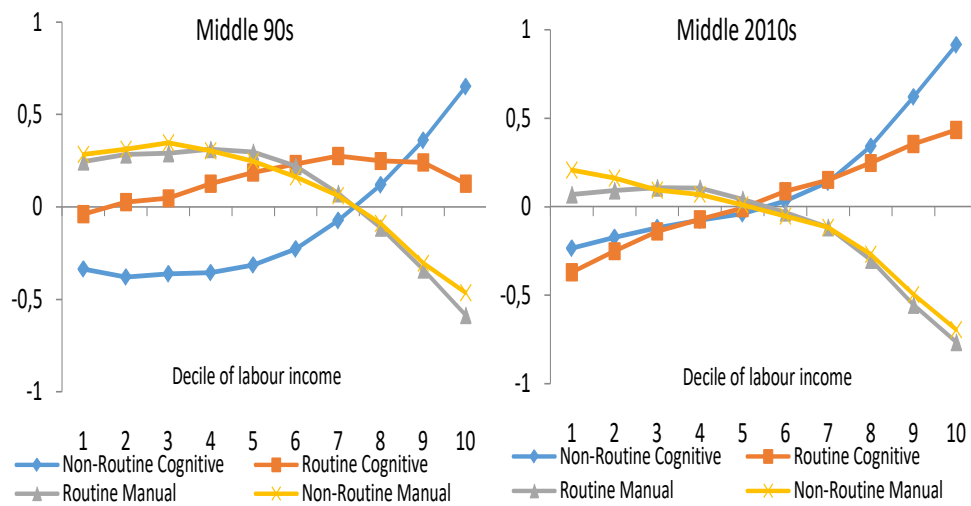 Middle 90s
1
0,5
0
-0,5
-1
Decile of labour income
1 2 3 4 5 6 7 8 9 10
Non-Routine Cognitive Routine Cognitive
Routine Manual Non-Routine Manual
Middle 2010s
1
0,5
0
-0,5
-1
Decile of labour income
1 2 3 4 5 6 7 8 9 10
Non-Routine Cognitive Routine Cognitive
Routine Manual Non-Routine Manual